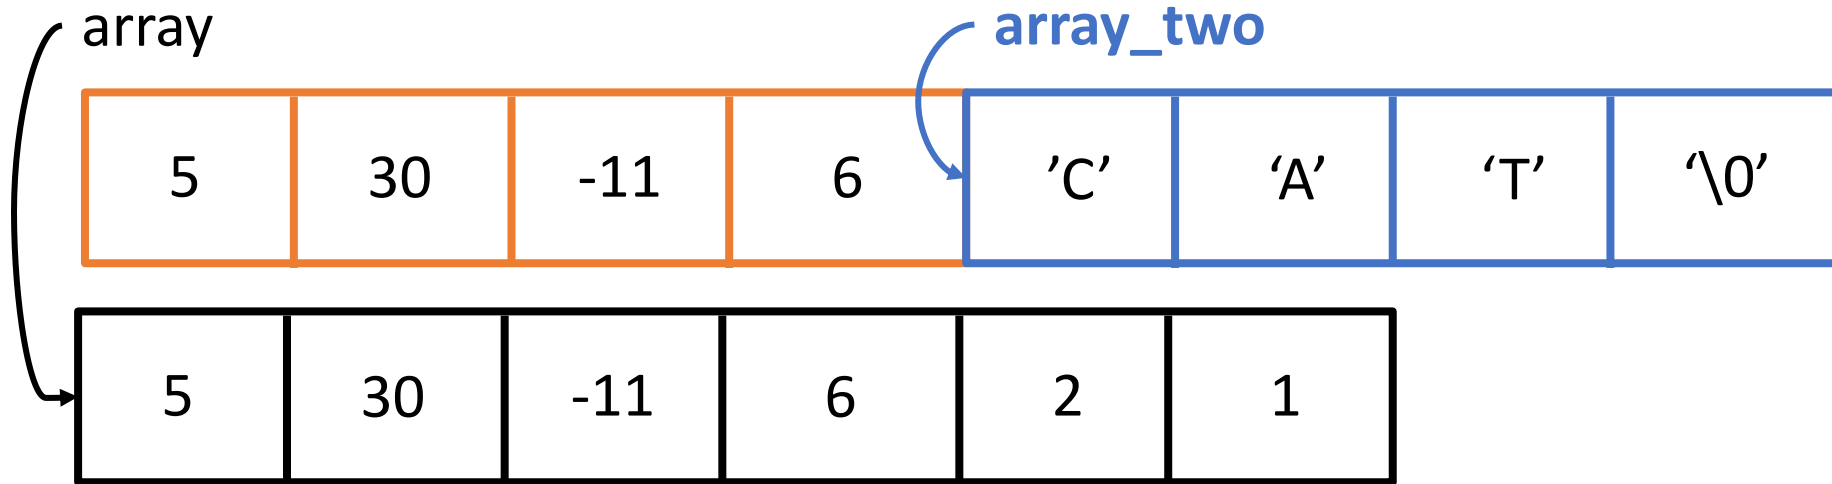 array array_two
5 30 -11 6 ’C’ ‘A’ ‘T’ ‘\0’
5 30 -11 6 2 1